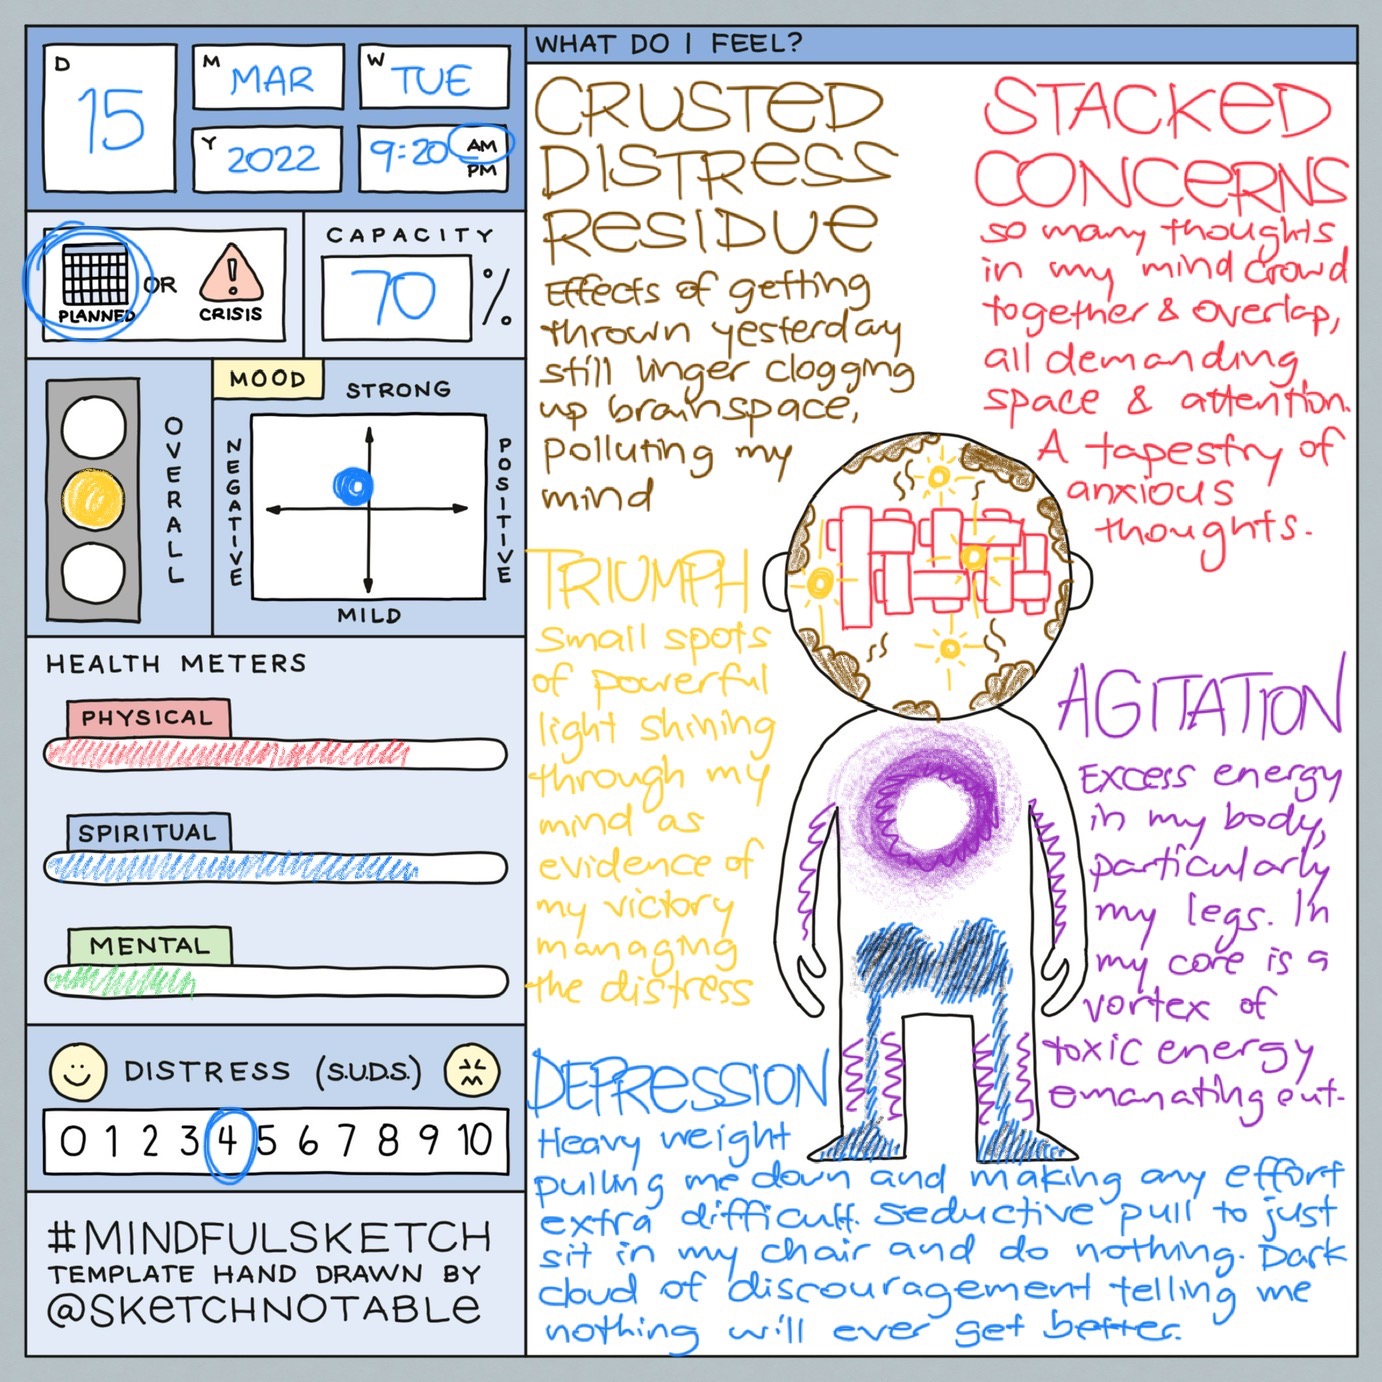 D
15
M
MAR
W
TUE
Y
2022
9:20 AM
PM
PLANNED
OR
CRISIS
CAPACITY
70 %
OVERALL
MOOD
STRONG
NEGATIVE
POSITIVE
MILD
HEALTH METERS
PHYSICAL
SPIRITUAL
MENTAL
DISTRESS (S.U.D.S.)
0 1 2 3 4 5 6 7 8 9 10
#MINDFULSKETCH
TEMPLATE HAND DRAWN BY
@SKETCHNOTABLE
WHAT DO I FEEL?
CRUSTED
DISTRESS
RESIDUE
Effects of getting
thrown yesterday
still linger clogging
up brainspace,
Polluting my
mind
STACKED
CONCERNS
so many thoughts
in my mind crowd
together & overlap,
all demanding
space & attention.
A tapestry of
anxious
thoughts.
TRIUMPH
Small spots
of powerful
light shining
through my
mind as
evidence of
my victory
managing
the distress
AGITATION
Excess energy
in my body,
particularly
my legs. In
my core is a
vortex of
toxic energy
emanating out.
DEPRESSION
Heavy weight
pulling me down and making any effort
extra difficult. Seductive pull to just
sit in my chair and do nothing. Dark
cloud of discouragement telling me
nothing will ever get better.